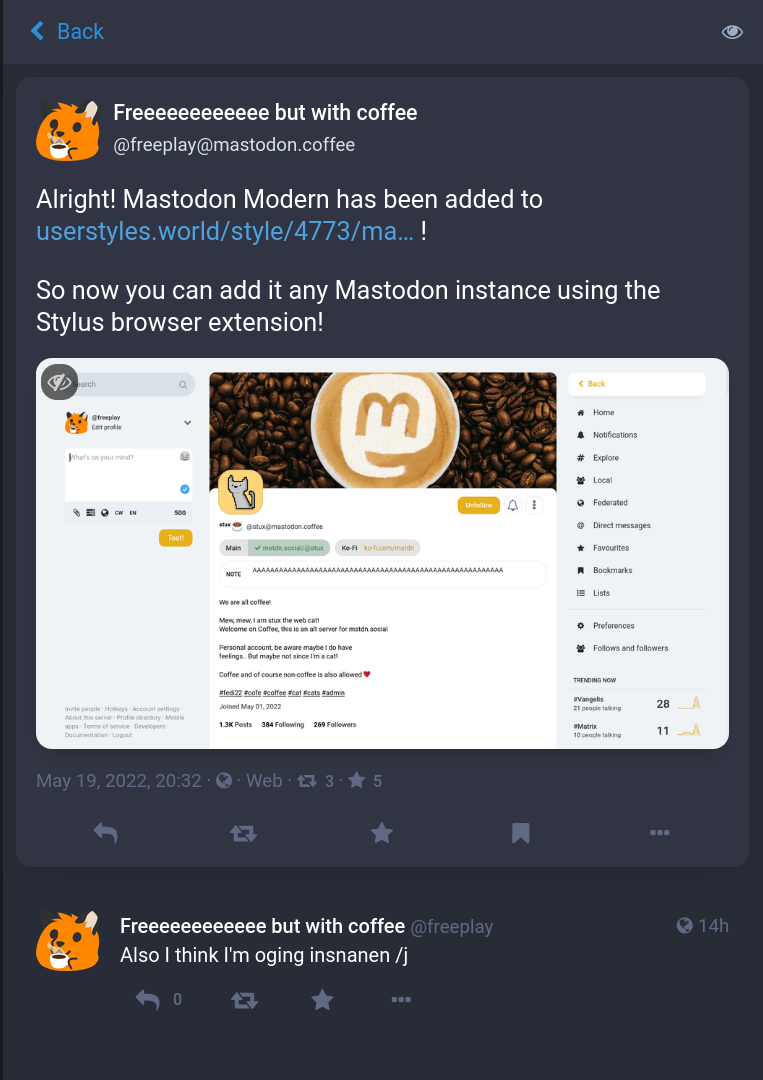 Back
Freeeeeeeeeeee but with coffee
@freeplay@mastodon.coffee
Alright! Mastodon Modern has been added to
userstyles.world/style/4773/ma… !
So now you can add it any Mastodon instance using the
Stylus browser extension!
Search
@freeplay
Edit profile
What's on your mind?
CW EN 500
Toot!
Invite people · Hotkeys · Account settings ·
About this server · Profile directory · Mobile
apps · Terms of service · Developers ·
Documentation · Logout
m
Unfollow
stux @stux@mastodon.coffee
Main mstdn.social/@stux Ko-Fi ko-fi.com/mstdn
We are all coffee!
Mew, mew, I am stux the web cat!
Welcome on Coffee, this is an alt server for mstdn.social
Personal account, be aware maybe I do have
feelings.. But maybe not since I'm a cat!
Coffee and of course non-coffee is also allowed ♥
#fedi22 #cofe #coffee #cat #cats #admin
Joined May 01, 2022
1.3K Posts 384 Following 269 Followers
NOTE
Back
Home
Notifications
Explore
Local
Federated
Direct messages
Favourites
Bookmarks
Lists
Preferences
Follows and followers
TRENDING NOW
#Vangelis
21 people talking
28
#Matrix
10 people talking
11
May 19, 2022, 20:32 · Web · 3 · 5
Freeeeeeeeeeee but with coffee @freeplay 14h
Also I think I'm oging insnanen /j
0